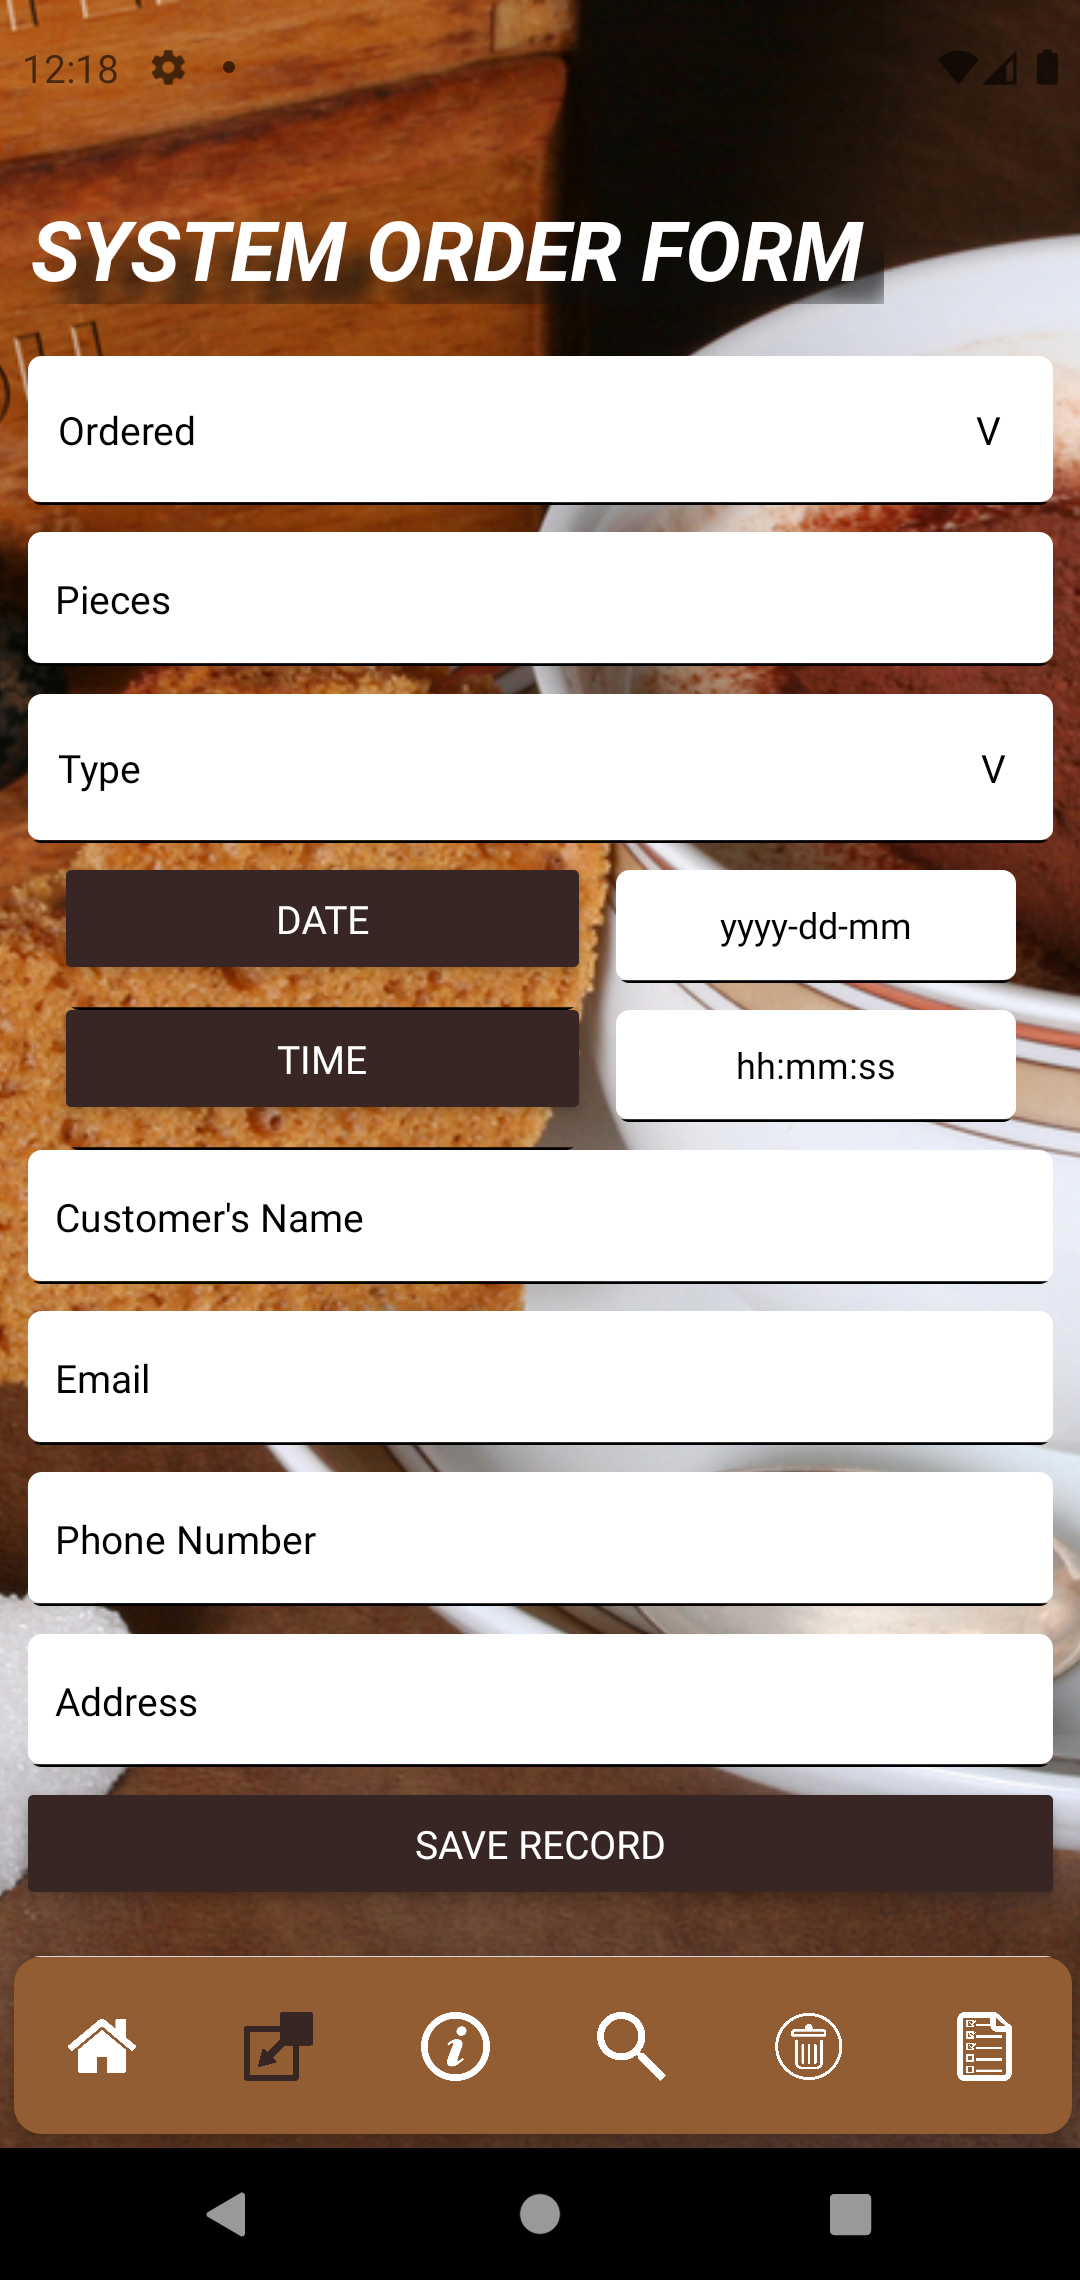 12:18
SYSTEM ORDER FORM
Ordered V
Pieces
Type V
DATE yyyy-dd-mm
TIME hh:mm:ss
Customer's Name
Email
Phone Number
Address
SAVE RECORD